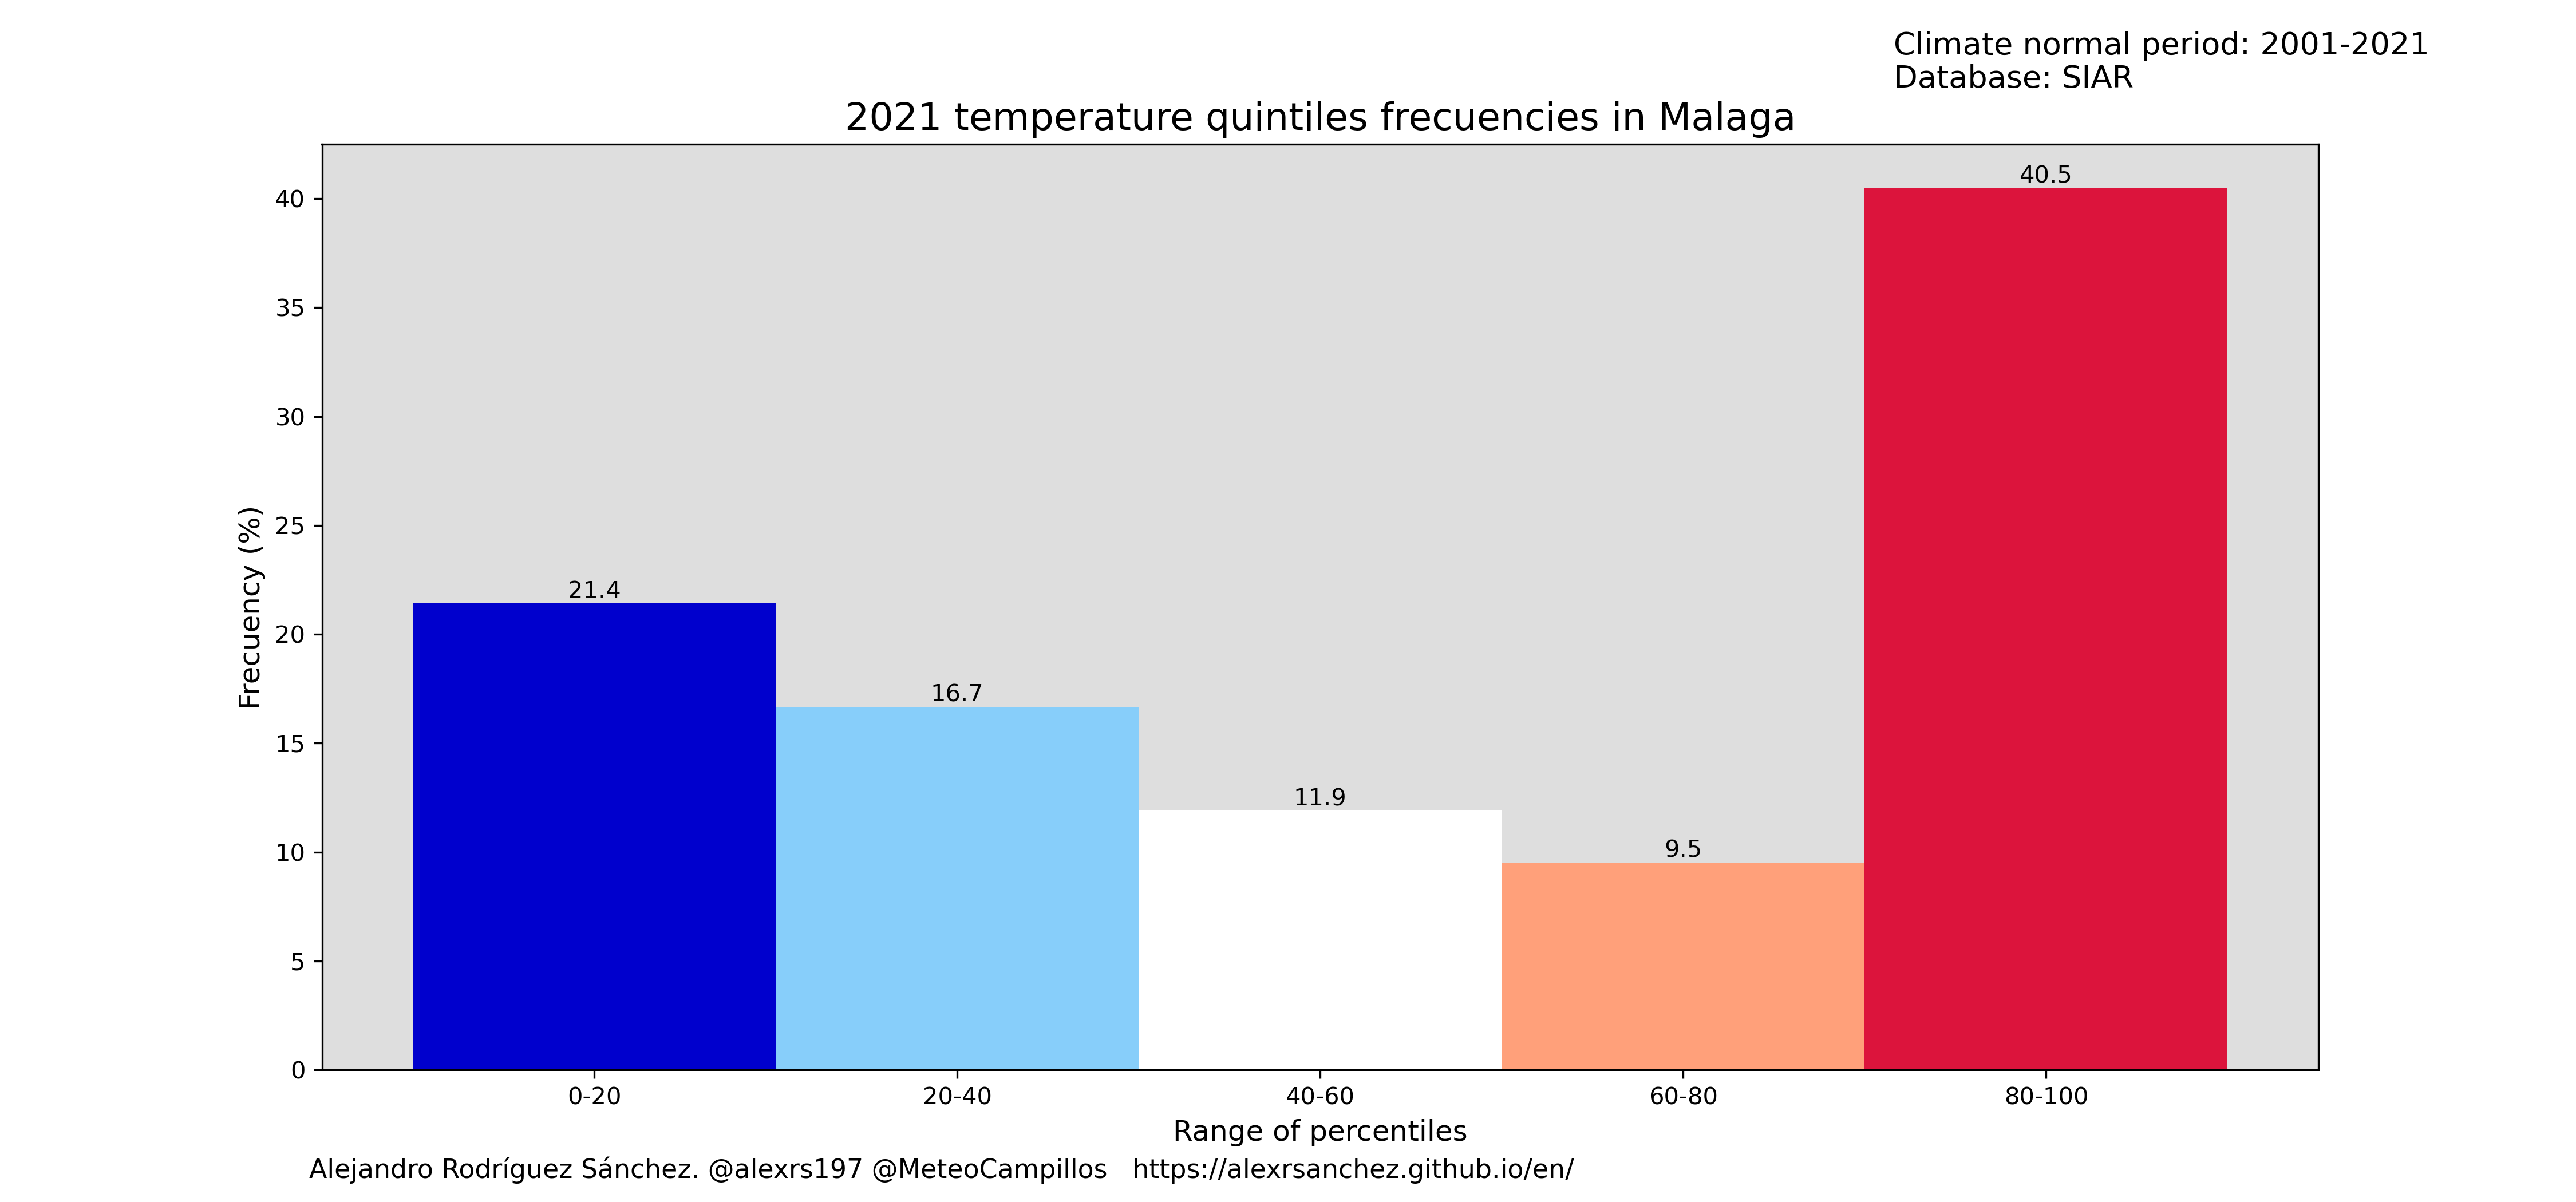 Climate normal period: 2001-2021
Database: SIAR
2021 temperature quintiles frecuencies in Malaga
40.5
40
35
30
25
21.4
20
16.7
15
11.9
10
9.5
5
0
Frecuency (%)
0-20 20-40 40-60 60-80 80-100
Range of percentiles
Alejandro Rodríguez Sánchez. @alexrs197 @MeteoCampillos https://alexrsanchez.github.io/en/